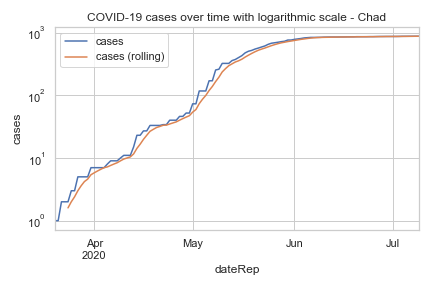 COVID-19 cases over time with logarithmic scale - Chad
cases
cases (rolling)
10³
10²
10¹
10⁰
cases
Apr
2020
May
Jun
Jul
dateRep